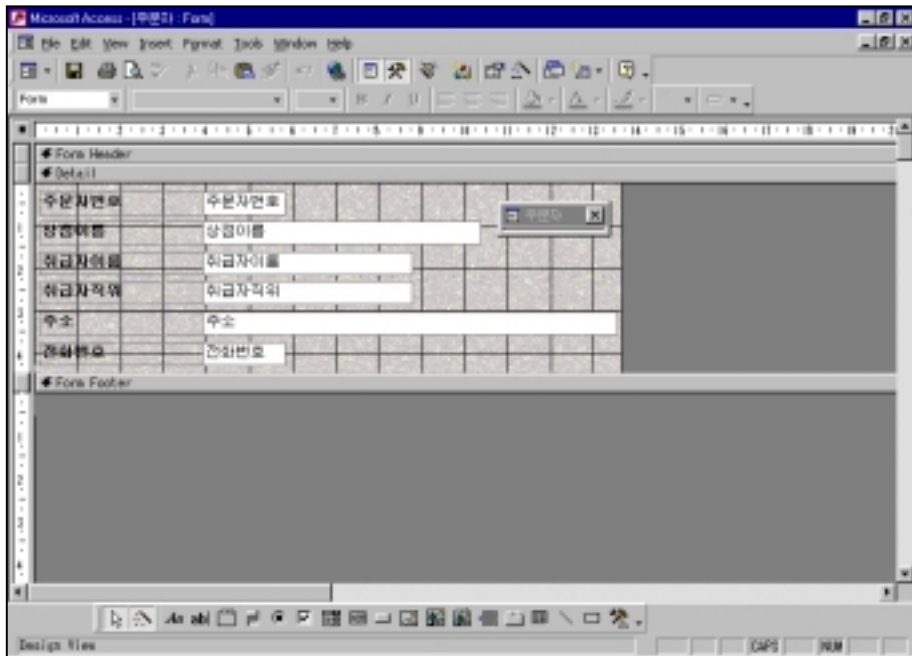 Microsoft Access - [주문자 : Form]
File Edit View Insert Format Tools Window Help
Form
B I U
Form Header
Detail
주문자번호 주문자번호
주문자
상점이름 상점이름
취급자이름 취급자이름
취급자직위 취급자직위
주소 주소
전화번호 전화번호
Form Footer
Aa ab|
Design View CAPS NUM